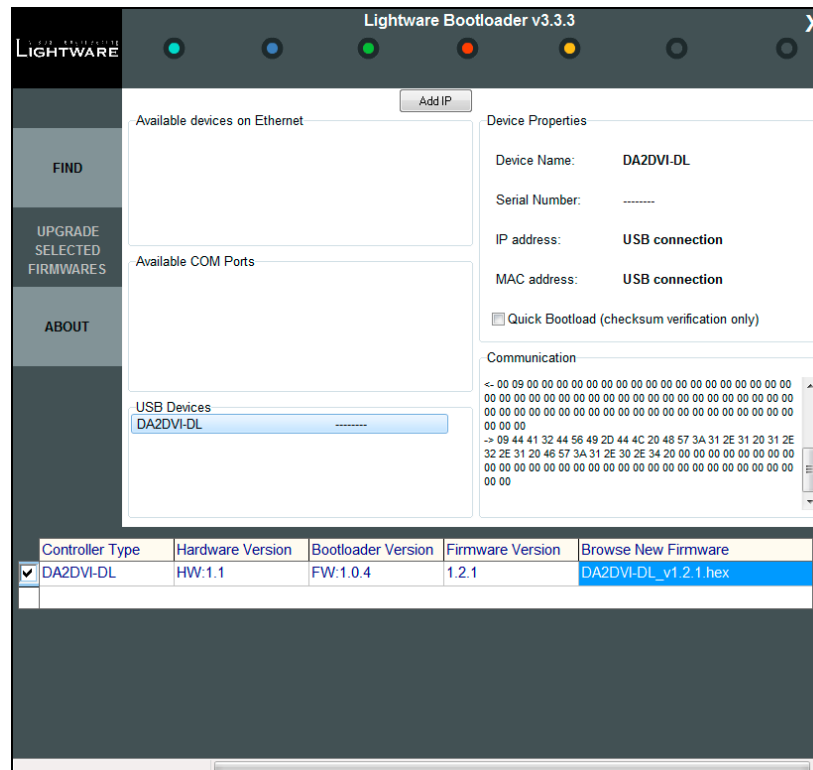 Lightware Bootloader v3.3.3
X
LIGHTWARE
Add IP
Available devices on Ethernet
Device Properties
Device Name: DA2DVI-DL
Serial Number: --------
IP address: USB connection
MAC address: USB connection
Quick Bootload (checksum verification only)
FIND
UPGRADE
SELECTED
FIRMWARES
ABOUT
Available COM Ports
USB Devices
DA2DVI-DL --------
Communication
<- 00 09 00 00 00 00 00 00 00 00 00 00 00 00 00 00 00 00 00 00
00 00 00 00 00 00 00 00 00 00 00 00 00 00 00 00 00 00 00 00 00
00 00 00 00 00 00 00 00 00 00 00 00 00 00 00 00 00 00 00 00 00
00 00 00
-> 09 44 41 32 44 56 49 2D 44 4C 20 48 57 3A 31 2E 31 20 31 2E
32 2E 31 20 46 57 3A 31 2E 30 2E 34 20 00 00 00 00 00 00 00 00
00 00 00 00 00 00 00 00 00 00 00 00 00 00 00 00 00 00 00 00 00
00 00
Controller Type Hardware Version Bootloader Version Firmware Version Browse New Firmware
DA2DVI-DL HW:1.1 FW:1.0.4 1.2.1 DA2DVI-DL_v1.2.1.hex